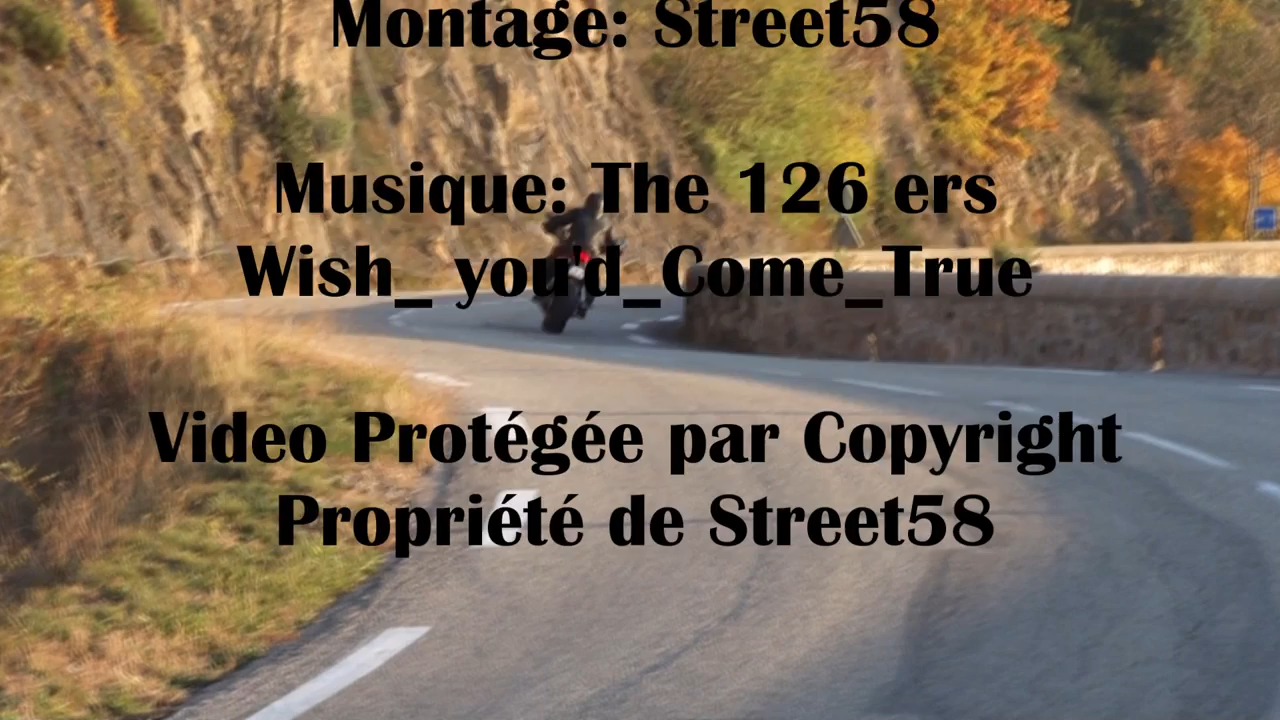 Montage: Street58
Musique: The 126 ers
Wish_ you'd_Come_True
Video Protégée par Copyright
Propriété de Street58